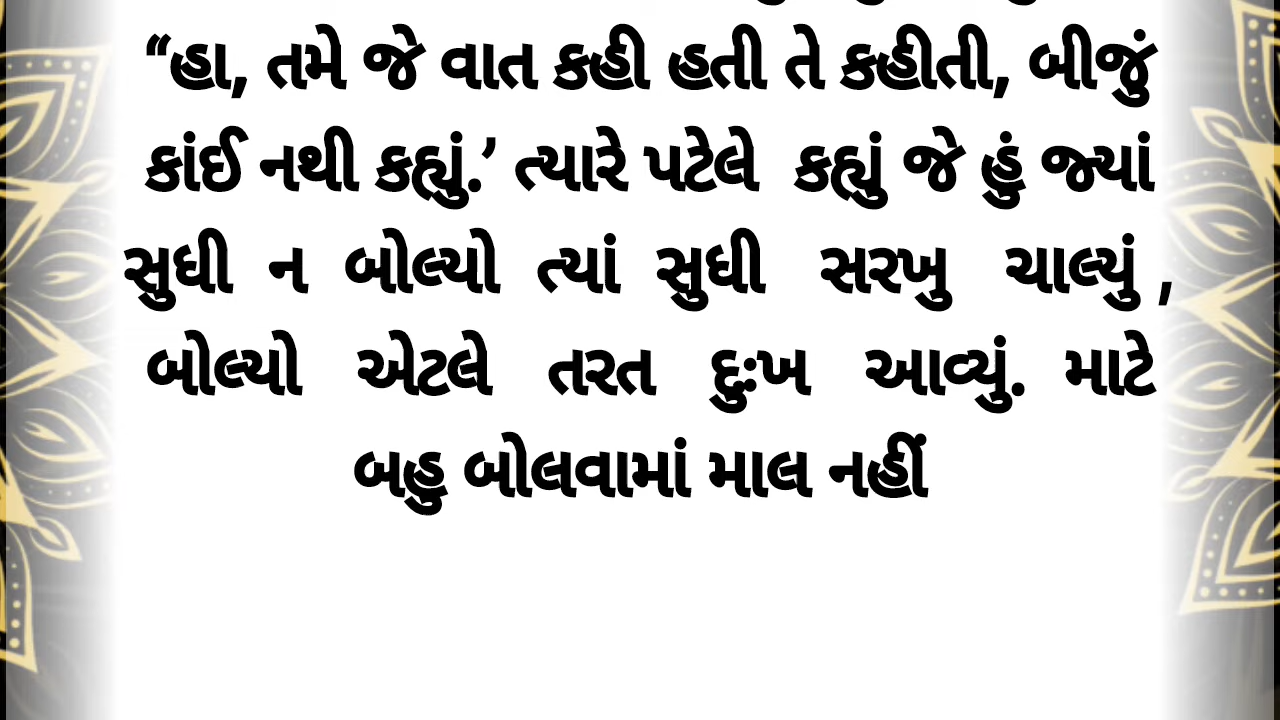 “હા, તમે જે વાત કહી હતી તે કહીતી, બીજું
કાંઈ નથી કહ્યું.’ ત્યારે પટેલે કહ્યું જે હું જ્યાં
સુધી ન બોલ્યો ત્યાં સુધી સરખુ ચાલ્યું ,
બોલ્યો એટલે તરત દુઃખ આવ્યું. માટે
બહુ બોલવામાં માલ નહીં